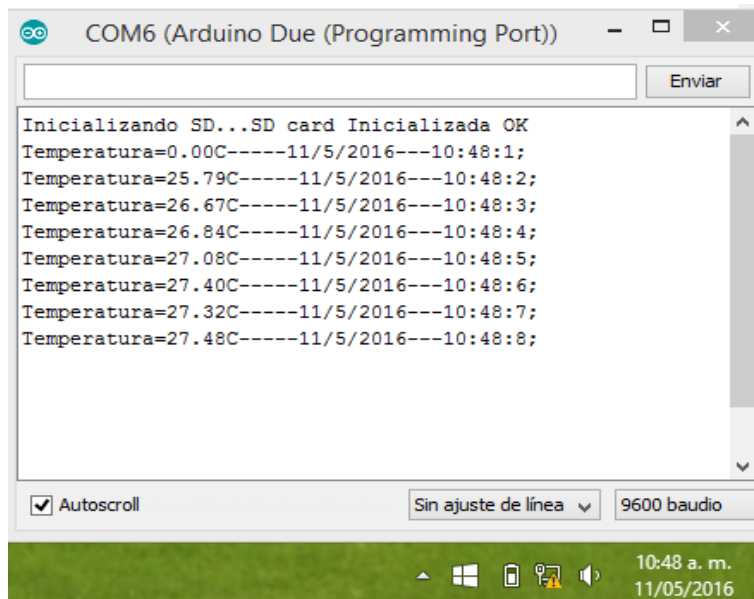 COM6 (Arduino Due (Programming Port))
Enviar
Inicializando SD...SD card Inicializada OK
Temperatura=0.00C-----11/5/2016---10:48:1;
Temperatura=25.79C-----11/5/2016---10:48:2;
Temperatura=26.67C-----11/5/2016---10:48:3;
Temperatura=26.84C-----11/5/2016---10:48:4;
Temperatura=27.08C-----11/5/2016---10:48:5;
Temperatura=27.40C-----11/5/2016---10:48:6;
Temperatura=27.32C-----11/5/2016---10:48:7;
Temperatura=27.48C-----11/5/2016---10:48:8;
Autoscroll Sin ajuste de línea 9600 baudio
10:48 a. m.
11/05/2016